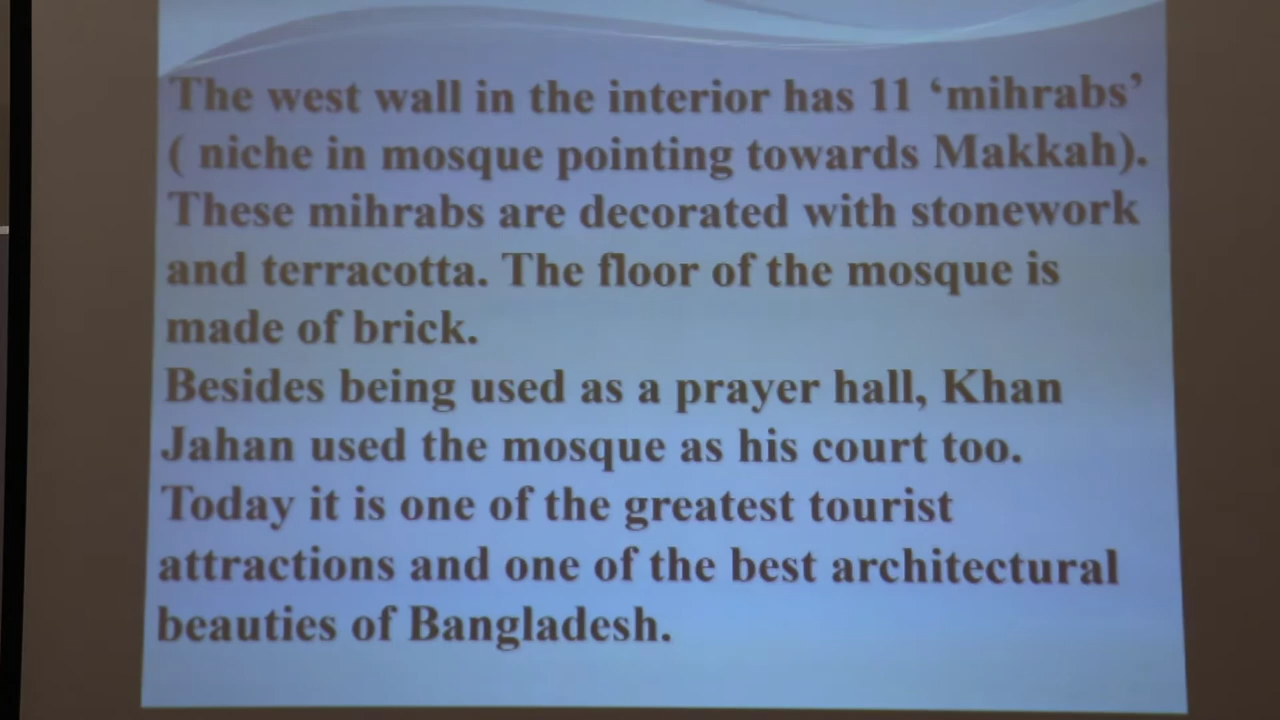 The west wall in the interior has 11 ‘mihrabs’
( niche in mosque pointing towards Makkah).
These mihrabs are decorated with stonework
and terracotta. The floor of the mosque is
made of brick.
Besides being used as a prayer hall, Khan
Jahan used the mosque as his court too.
Today it is one of the greatest tourist
attractions and one of the best architectural
beauties of Bangladesh.